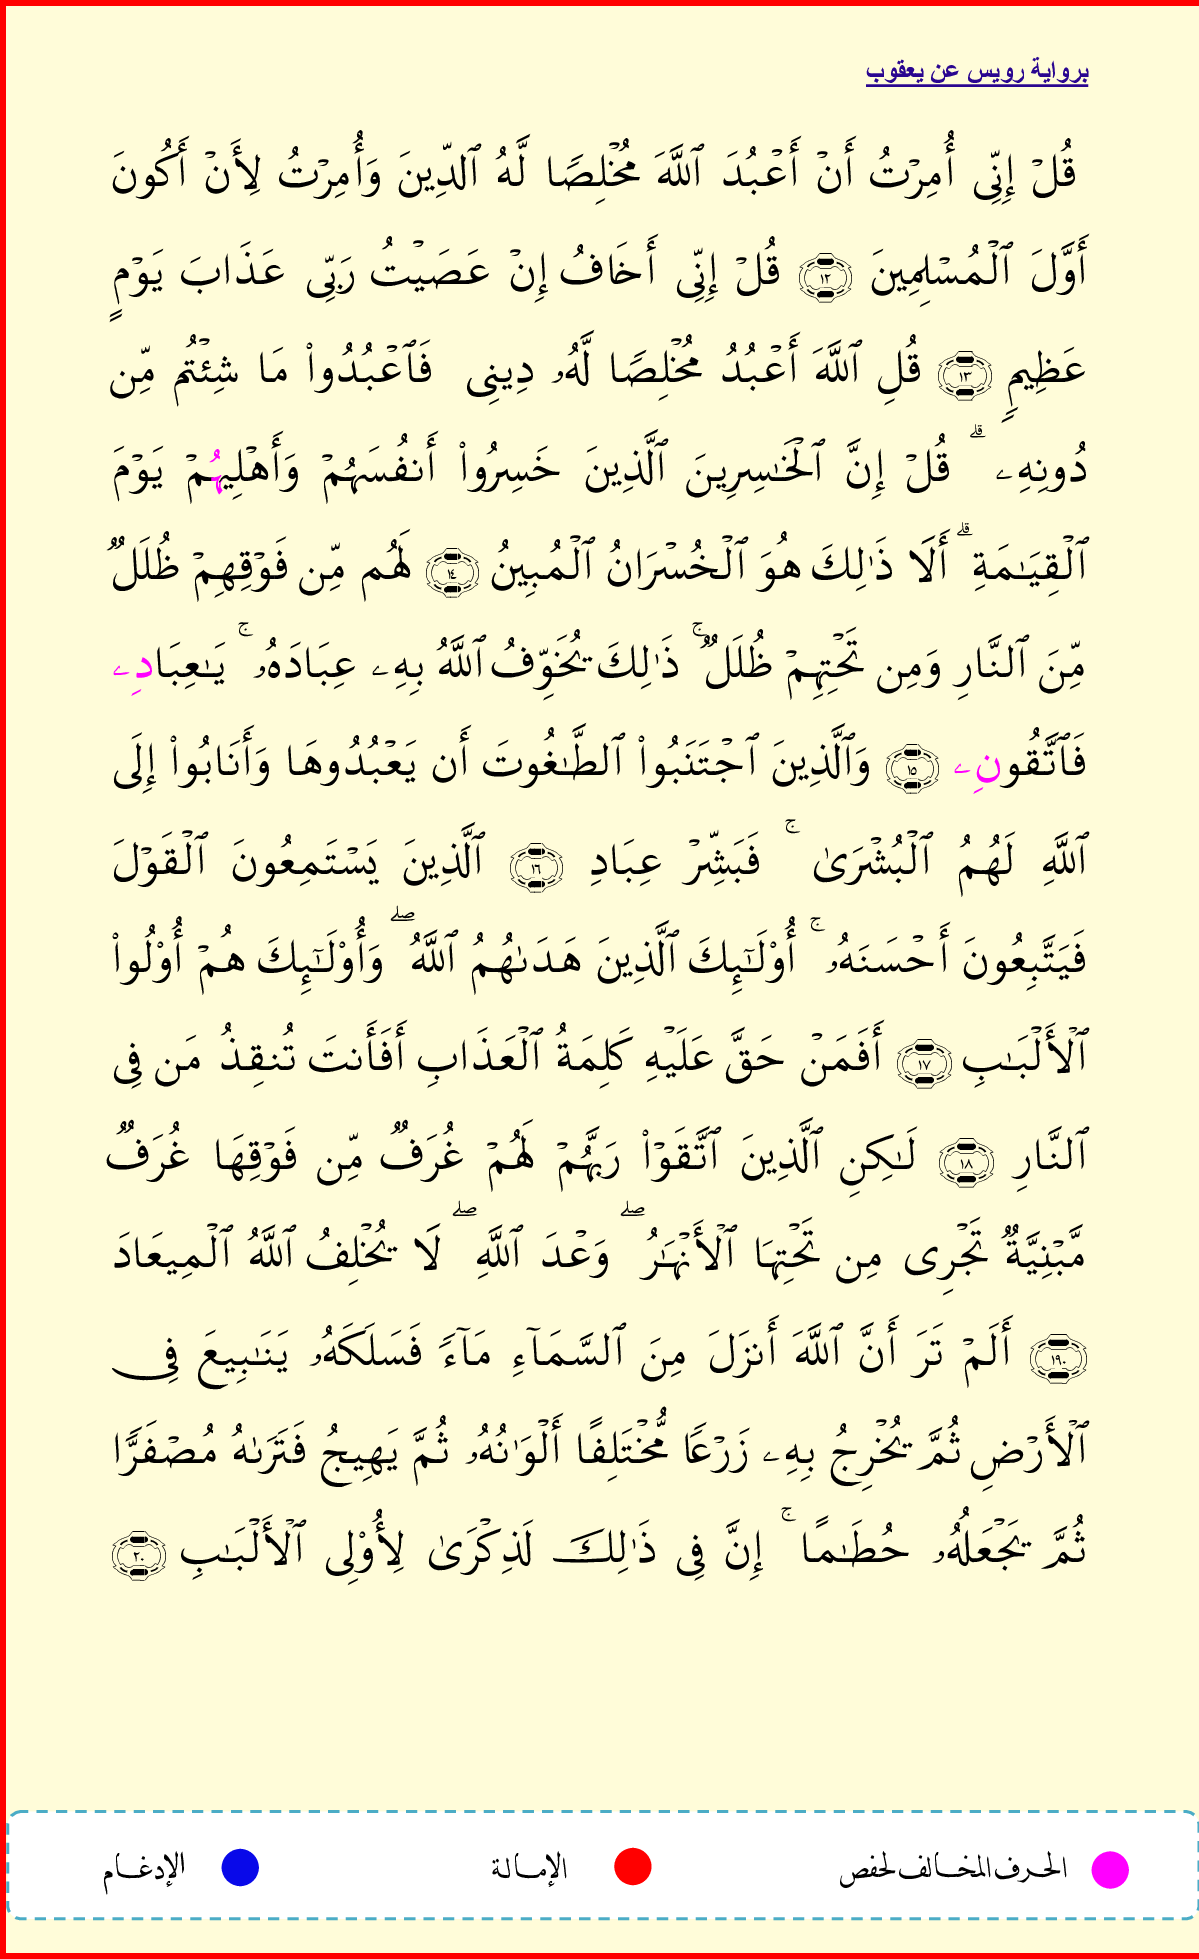 برواية رويس عن يعقوب
قُلۡ إِنِّي أُمِرۡتُ أَنۡ أَعۡبُدَ ٱللَّهَ مُخۡلِصٗا لَّهُ ٱلدِّينَ وَأُمِرۡتُ لِأَنۡ أَكُونَ
أَوَّلَ ٱلۡمُسۡلِمِينَ ١٢ قُلۡ إِنِّي أَخَافُ إِنۡ عَصَيۡتُ رَبِّي عَذَابَ يَوۡمٍ
عَظِيمٖ ١٣ قُلِ ٱللَّهَ أَعۡبُدُ مُخۡلِصٗا لَّهُۥ دِينِي فَٱعۡبُدُواْ مَا شِئۡتُم مِّن
دُونِهِۦ ۗ قُلۡ إِنَّ ٱلۡخَٰسِرِينَ ٱلَّذِينَ خَسِرُواْ أَنفُسَهُمۡ وَأَهۡلِيهُمۡ يَوۡمَ
ٱلۡقِيَٰمَةِ ۗ أَلَا ذَٰلِكَ هُوَ ٱلۡخُسۡرَانُ ٱلۡمُبِينُ ١٤ لَهُم مِّن فَوۡقِهِمۡ ظُلَلٞ
مِّنَ ٱلنَّارِ وَمِن تَحۡتِهِمۡ ظُلَلٞ ۚ ذَٰلِكَ يُخَوِّفُ ٱللَّهُ بِهِۦ عِبَادَهُۥ ۚ يَٰعِبَادِۦ
فَٱتَّقُونِۦ ١٥ وَٱلَّذِينَ ٱجۡتَنَبُواْ ٱلطَّٰغُوتَ أَن يَعۡبُدُوهَا وَأَنَابُواْ إِلَى
ٱللَّهِ لَهُمُ ٱلۡبُشۡرَىٰ ۚ فَبَشِّرۡ عِبَادِ ١٦ ٱلَّذِينَ يَسۡتَمِعُونَ ٱلۡقَوۡلَ
فَيَتَّبِعُونَ أَحۡسَنَهُۥ ۚ أُوْلَٰٓئِكَ ٱلَّذِينَ هَدَىٰهُمُ ٱللَّهُ ۖ وَأُوْلَٰٓئِكَ هُمۡ أُوْلُواْ
ٱلۡأَلۡبَٰبِ ١٧ أَفَمَنۡ حَقَّ عَلَيۡهِ كَلِمَةُ ٱلۡعَذَابِ أَفَأَنتَ تُنقِذُ مَن فِي
ٱلنَّارِ ١٨ لَٰكِنِ ٱلَّذِينَ ٱتَّقَوۡاْ رَبَّهُمۡ لَهُمۡ غُرَفٞ مِّن فَوۡقِهَا غُرَفٞ
مَّبۡنِيَّةٞ تَجۡرِي مِن تَحۡتِهَا ٱلۡأَنۡهَٰرُ ۖ وَعۡدَ ٱللَّهِ ۖ لَا يُخۡلِفُ ٱللَّهُ ٱلۡمِيعَادَ
١٩٠ أَلَمۡ تَرَ أَنَّ ٱللَّهَ أَنزَلَ مِنَ ٱلسَّمَآءِ مَآءٗ فَسَلَكَهُۥ يَنَٰبِيعَ فِي
ٱلۡأَرۡضِ ثُمَّ يُخۡرِجُ بِهِۦ زَرۡعٗا مُّخۡتَلِفًا أَلۡوَٰنُهُۥ ثُمَّ يَهِيجُ فَتَرَىٰهُ مُصۡفَرّٗا
ثُمَّ يَجۡعَلُهُۥ حُطَٰمًا ۚ إِنَّ فِي ذَٰلِكَ لَذِكۡرَىٰ لِأُوْلِي ٱلۡأَلۡبَٰبِ ٢٠
الحرف المخالف لحفص الإمالة الإدغام